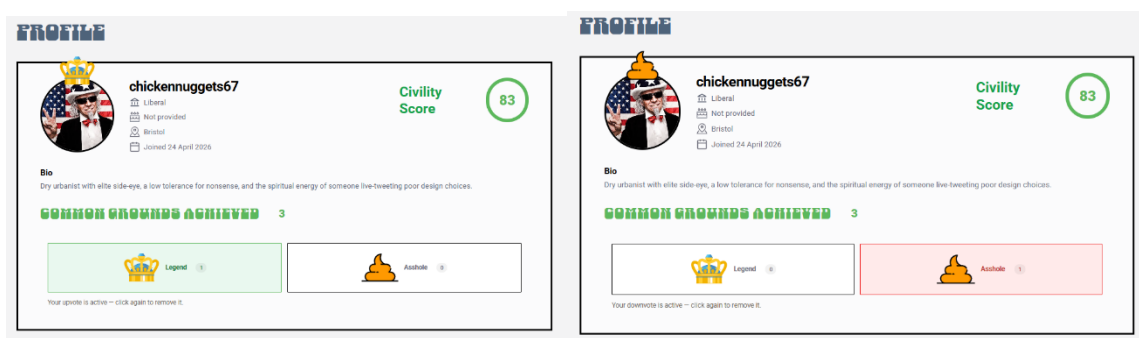 PROFILE
chickennuggets67
Liberal
Not provided
Bristol
Joined 24 April 2026
Civility
Score
83
Bio
Dry urbanist with elite side-eye, a low tolerance for nonsense, and the spiritual energy of someone live-tweeting poor design choices.
COMMON GROUNDS ACHIEVED 3
Legend 1
Asshole 0
Your upvote is active — click again to remove it.
PROFILE
chickennuggets67
Liberal
Not provided
Bristol
Joined 24 April 2026
Civility
Score
83
Bio
Dry urbanist with elite side-eye, a low tolerance for nonsense, and the spiritual energy of someone live-tweeting poor design choices.
COMMON GROUNDS ACHIEVED 3
Legend 0
Asshole 1
Your downvote is active — click again to remove it.